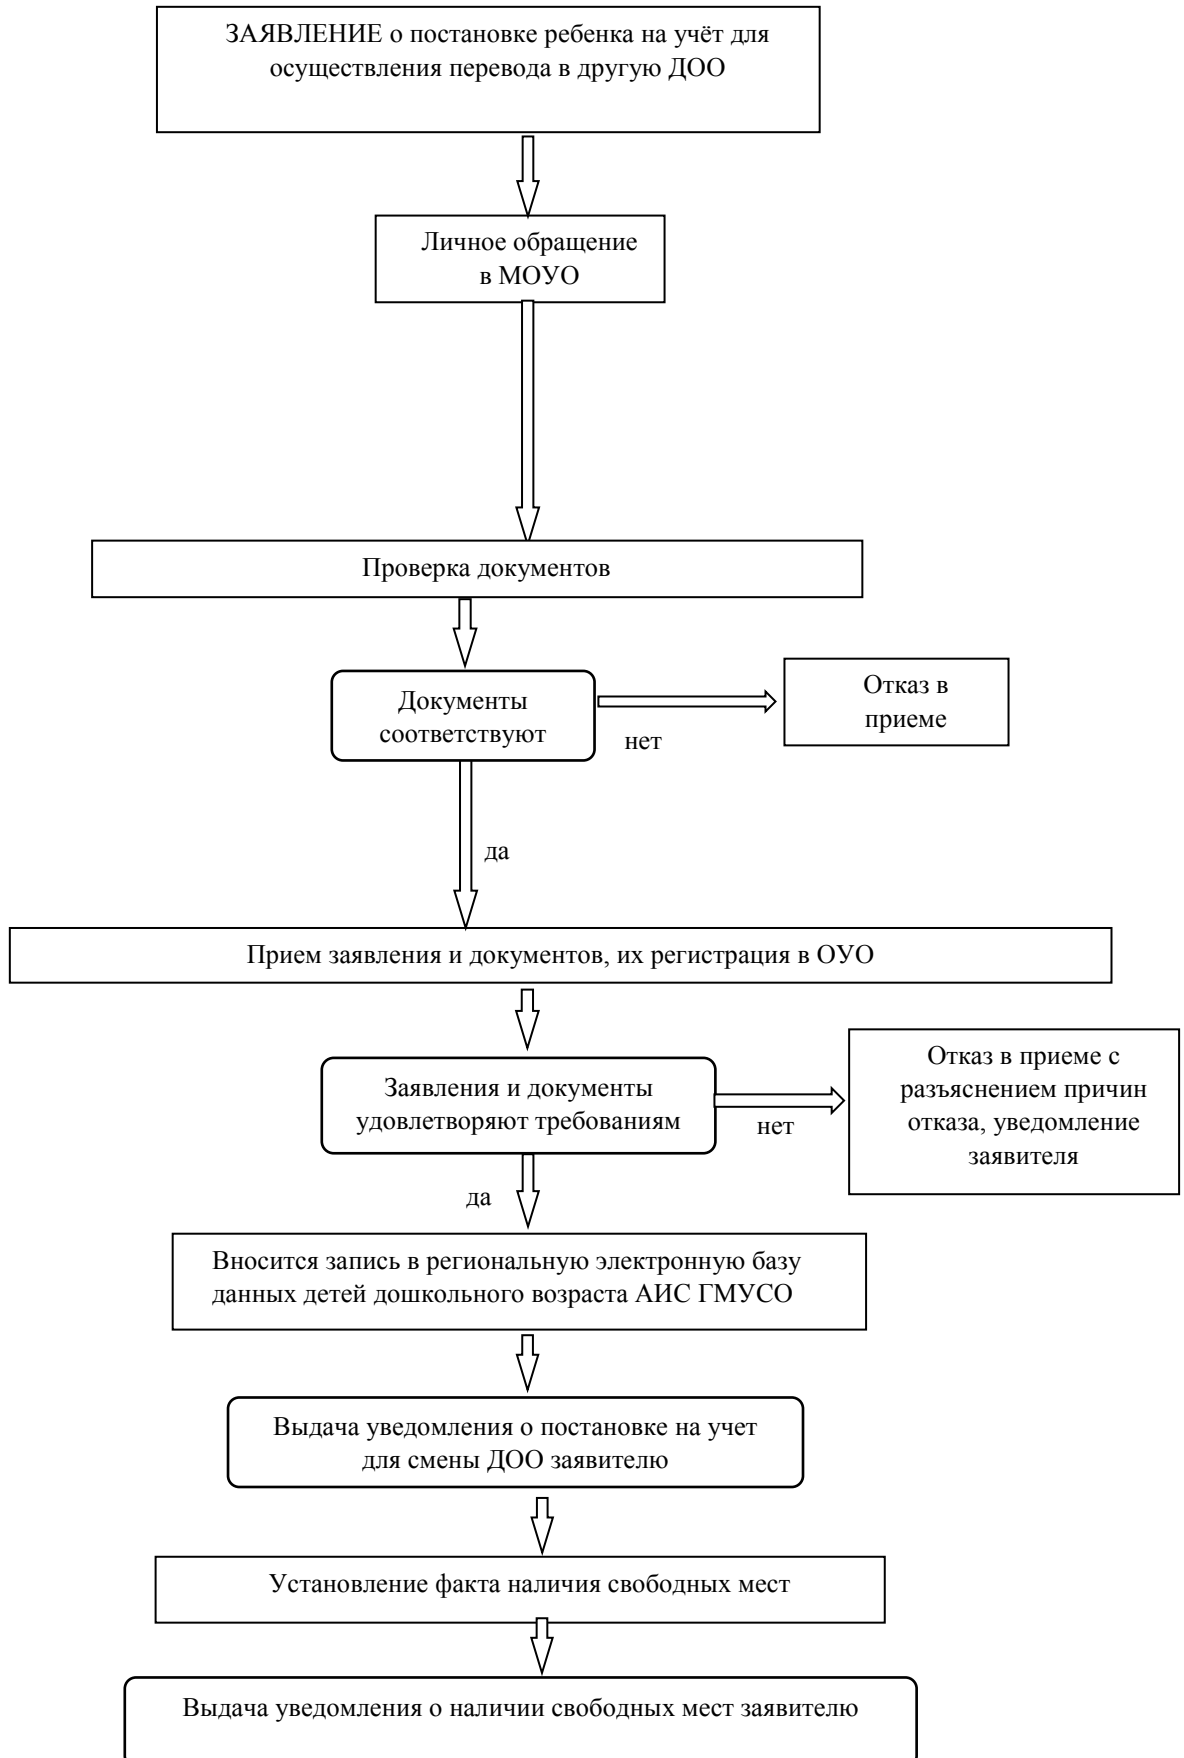 ЗАЯВЛЕНИЕ о постановке ребенка на учёт для
осуществления перевода в другую ДОО
Личное обращение
в МОУО
Проверка документов
Документы
соответствуют
нет
Отказ в
приеме
да
Прием заявления и документов, их регистрация в ОУО
Заявления и документы
удовлетворяют требованиям
нет
Отказ в приеме с
разъяснением причин
отказа, уведомление
заявителя
да
Вносится запись в региональную электронную базу
данных детей дошкольного возраста АИС ГМУСО
Выдача уведомления о постановке на учет
для смены ДОО заявителю
Установление факта наличия свободных мест
Выдача уведомления о наличии свободных мест заявителю